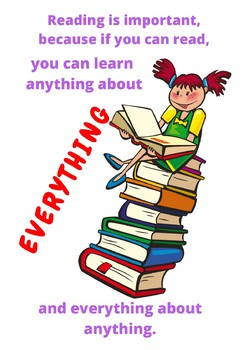 Reading is important,
because if you can read,
you can learn
anything about
EVERYTHING
and everything about
anything.